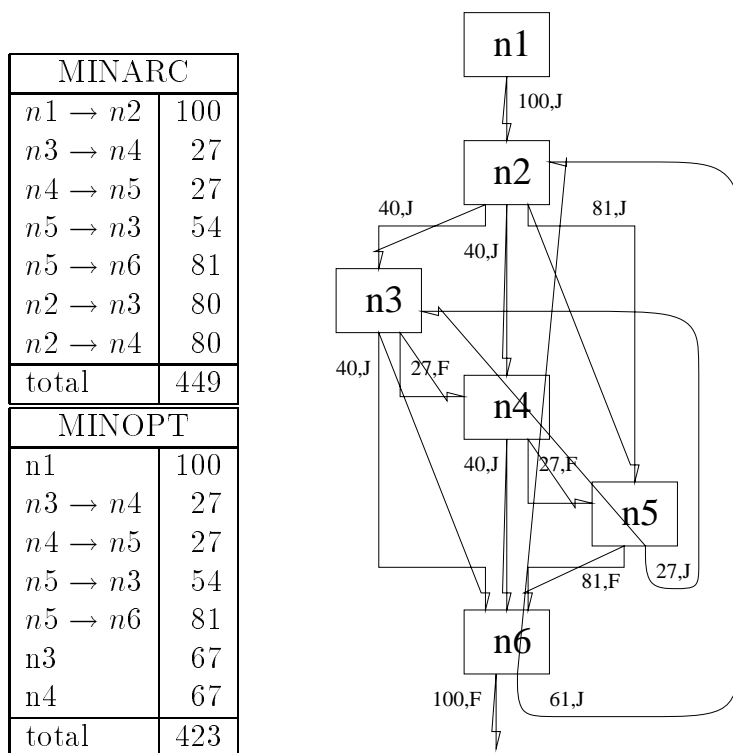 MINARC
n1 → n2 100
n3 → n4 27
n4 → n5 27
n5 → n3 54
n5 → n6 81
n2 → n3 80
n2 → n4 80
total 449
MINOPT
n1 100
n3 → n4 27
n4 → n5 27
n5 → n3 54
n5 → n6 81
n3 67
n4 67
total 423
n1
100,J
n2
40,J
40,J
81,J
n3
40,J
27,F
n4
40,J
27,F
n5
81,F
27,J
n6
100,F
61,J